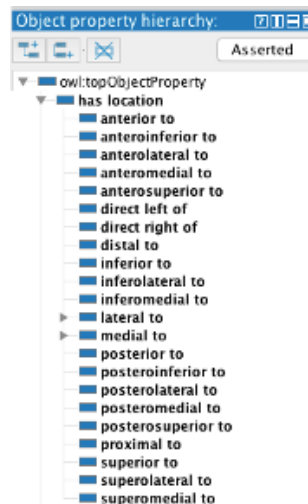 Object property hierarchy:
Asserted
owl:topObjectProperty
has location
anterior to
anteroinferior to
anterolateral to
anteromedial to
anterosuperior to
direct left of
direct right of
distal to
inferior to
inferolateral to
inferomedial to
lateral to
medial to
posterior to
posteroinferior to
posterolateral to
posteromedial to
posterosuperior to
proximal to
superior to
superolateral to
superomedial to